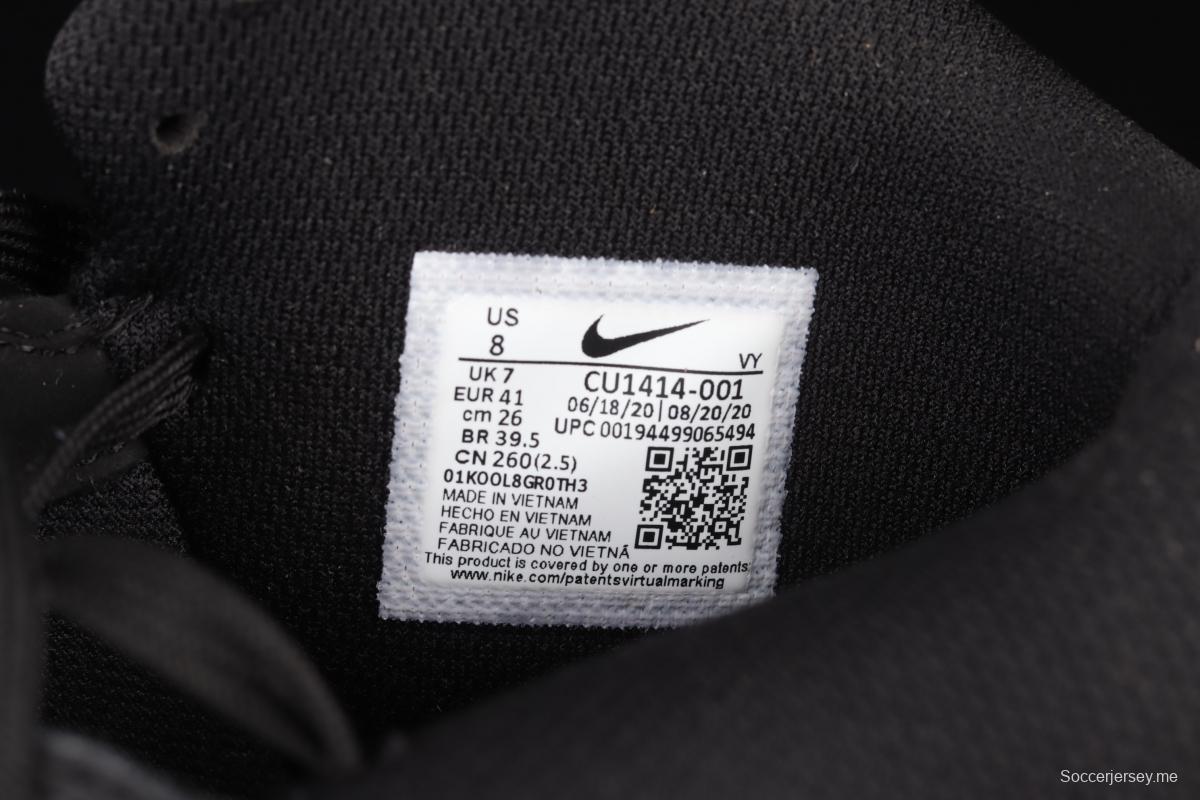 US
8
VY
UK 7
EUR 41
cm 26
BR 39.5
CN 260(2.5)
CU1414-001
06/18/20 | 08/20/20
UPC 00194499065494
01KOOL8GR0TH3
MADE IN VIETNAM
HECHO EN VIETNAM
FABRIQUE AU VIETNAM
FABRICADO NO VIETNÃ
This product is covered by one or more patents:
www.nike.com/patentsvirtualmarking
Soccerjersey.me